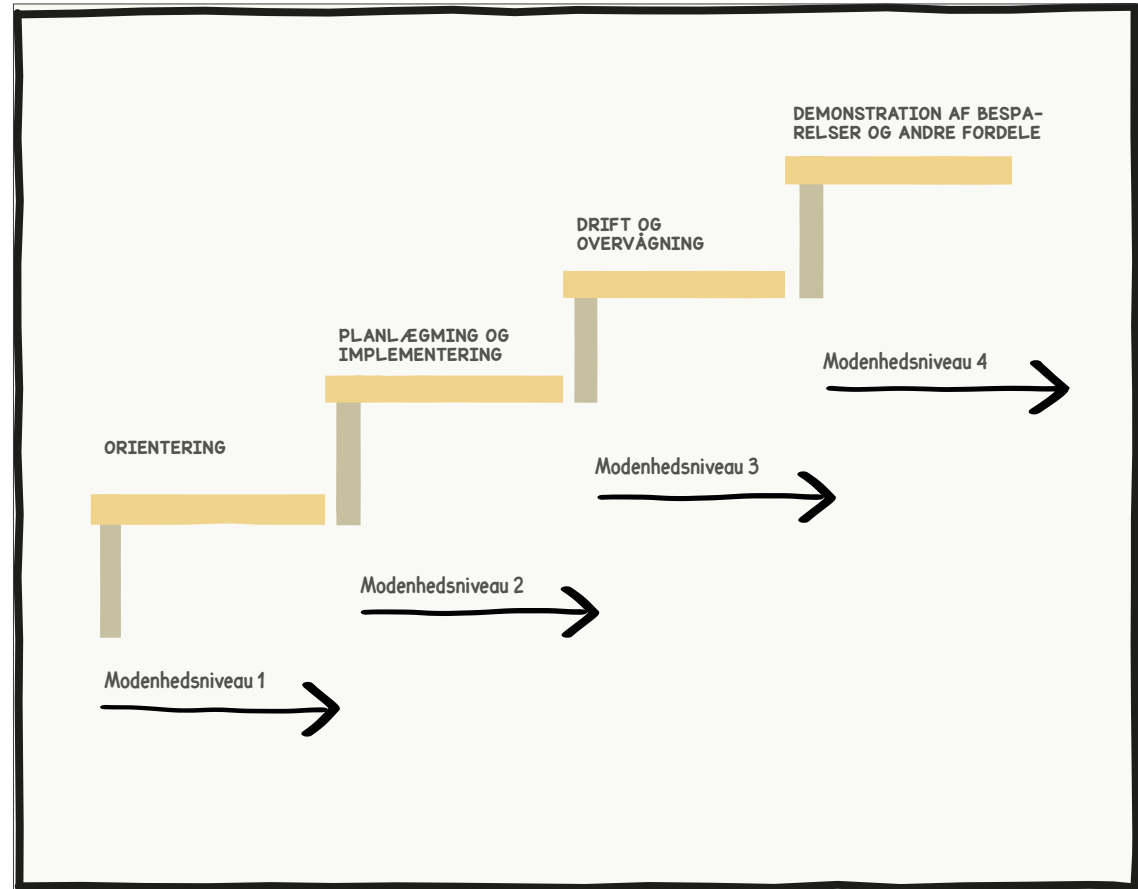 DEMONSTRATION AF BESPA-
RELSER OG ANDRE FORDELE
DRIFT OG
OVERVÅGNING
PLANLÆGMING OG
IMPLEMENTERING
Modenhedsniveau 4
ORIENTERING
Modenhedsniveau 3
Modenhedsniveau 2
Modenhedsniveau 1